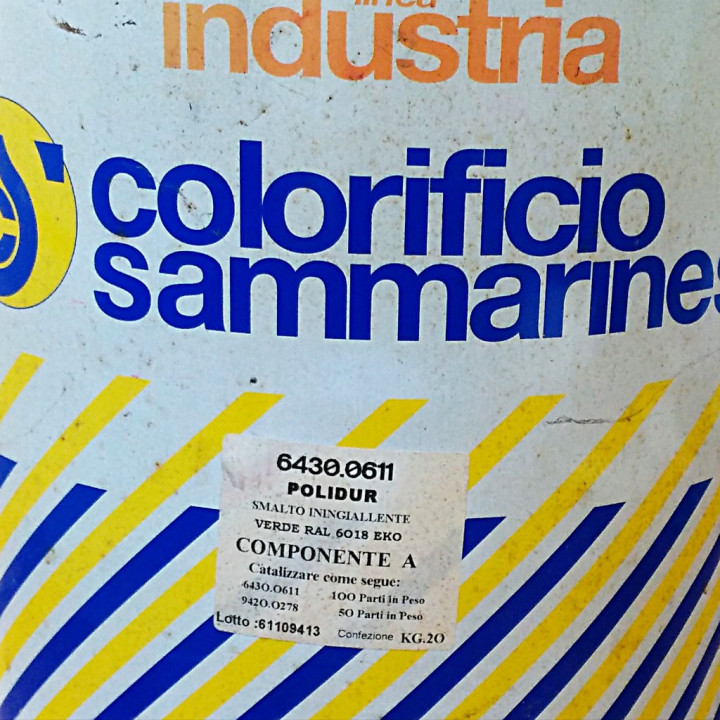 linea
industria
colorificio
sammarines
6430.0611
POLIDUR
SMALTO ININGIALLENTE
VERDE RAL 6018 EKO
COMPONENTE A
Catalizzare come segue:
6430.0611 100 Parti in Peso
9420.0278 50 Parti in Peso
Lotto :61109413 Confezione KG.20